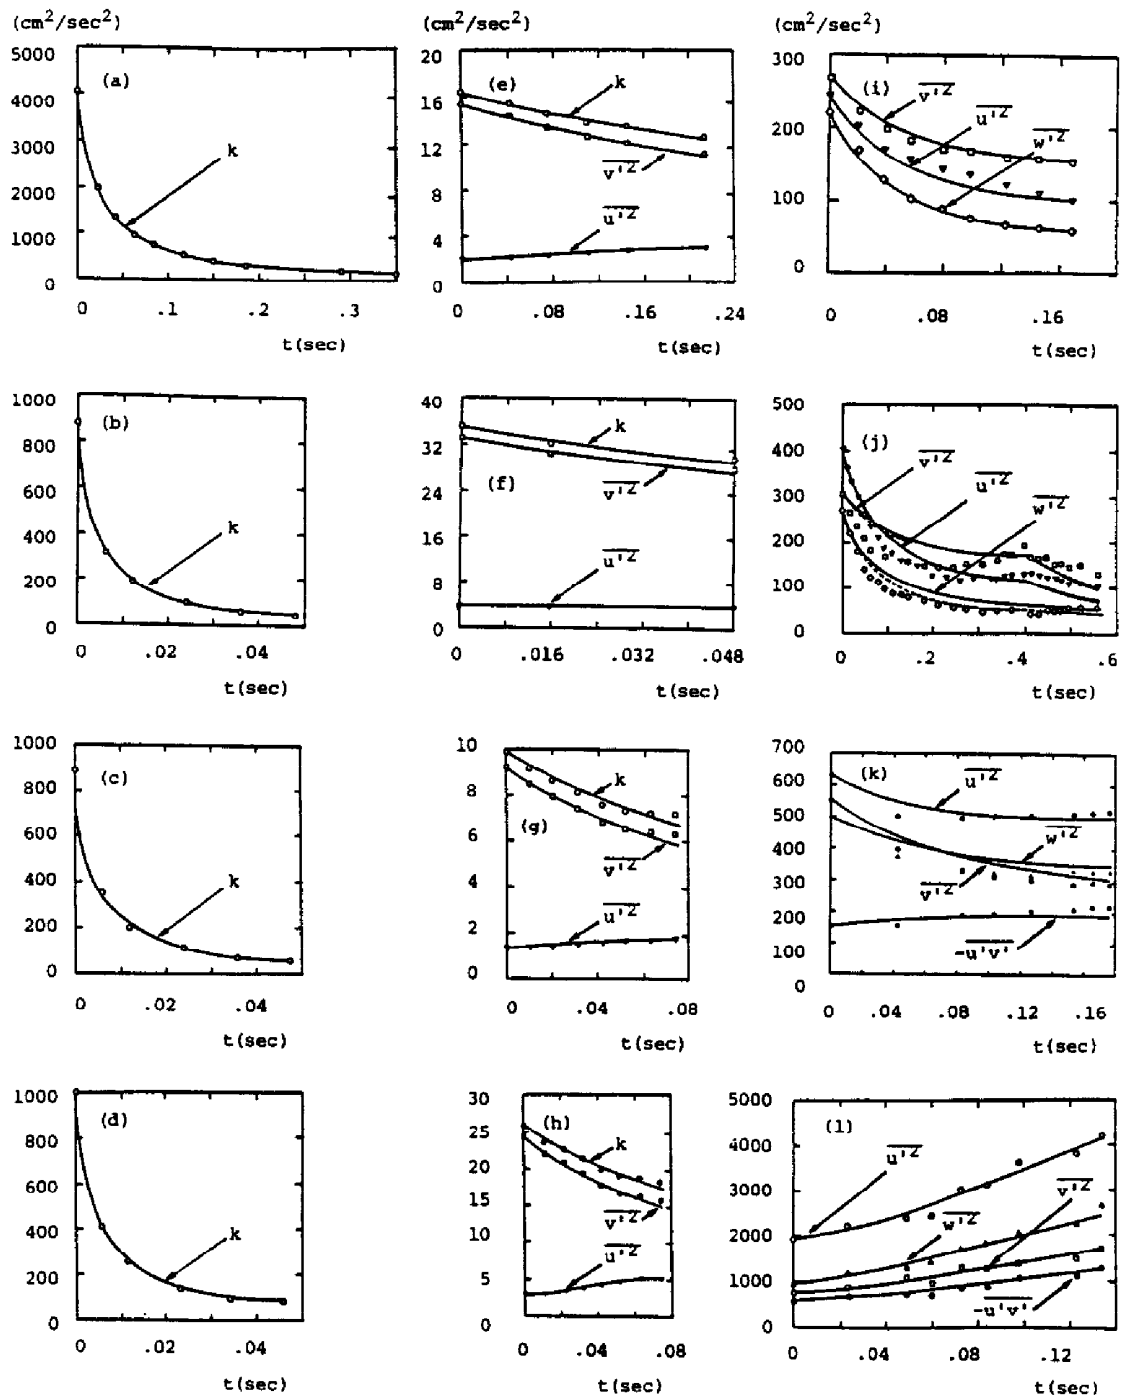 (cm²/sec²)
5000
4000
3000
2000
1000
0
(a)
k
0 .1 .2 .3
t(sec)
1000
800
600
400
200
0
(b)
k
0 .02 .04
t(sec)
1000
800
600
400
200
0
(c)
k
0 .02 .04
t(sec)
1000
800
600
400
200
0
(d)
k
0 .02 .04
t(sec)
(cm²/sec²)
20
16
12
8
4
0
(e)
k
v'²
u'²
0 .08 .16 .24
t(sec)
40
32
24
16
8
0
(f)
k
v'²
u'²
0 .016 .032 .048
t(sec)
10
8
6
4
2
0
(g)
k
v'²
u'²
0 .04 .08
t(sec)
30
25
20
15
10
5
0
(h)
k
v'²
u'²
0 .04 .08
t(sec)
(cm²/sec²)
300
200
100
0
(i)
v'²
u'²
w'²
0 .08 .16
t(sec)
500
400
300
200
100
0
(j)
v'²
u'²
w'²
0 .2 .4 .6
t(sec)
700
600
500
400
300
200
100
0
(k)
u'²
w'²
v'²
-u'v'
0 .04 .08 .12 .16
t(sec)
5000
4000
3000
2000
1000
0
(l)
u'²
v'²
w'²
-u'v'
0 .04 .08 .12
t(sec)